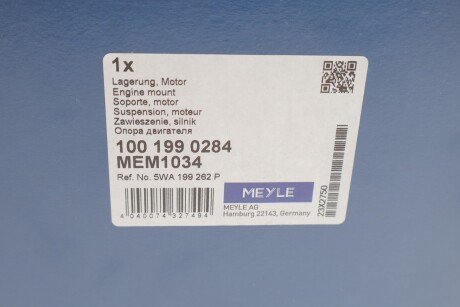 1x
Lagerung, Motor
Engine mount
Soporte, motor
Suspension, moteur
Zawieszenie, silnik
Опора двигателя
100 199 0284
MEM1034
Ref. No. 5WA 199 262 P
MEYLE
MEYLE AG
Hamburg 22143, Germany
4 040074 327494
23X2750